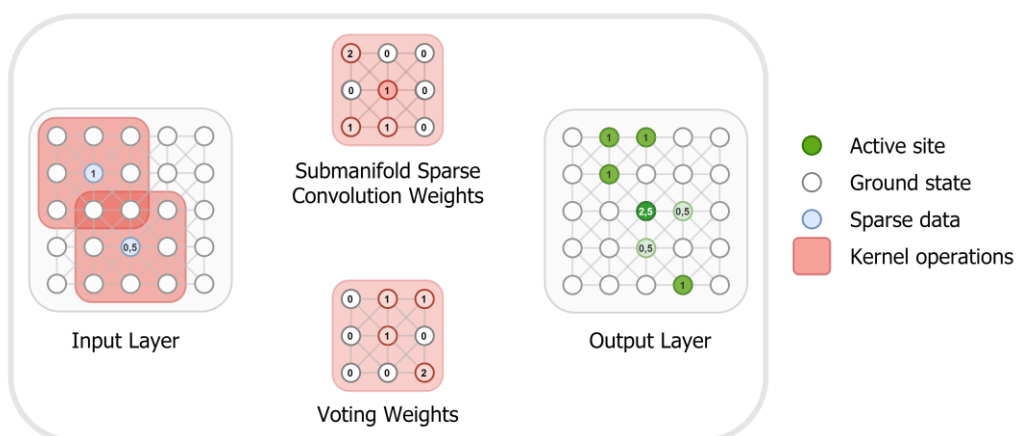 2 0 0
0 1 0
1 1 0
Submanifold Sparse
Convolution Weights
1
0,5
Input Layer
0 1 1
0 1 0
0 0 2
Voting Weights
1 1
1
2,5 0,5
0,5
1
Output Layer
Active site
Ground state
Sparse data
Kernel operations